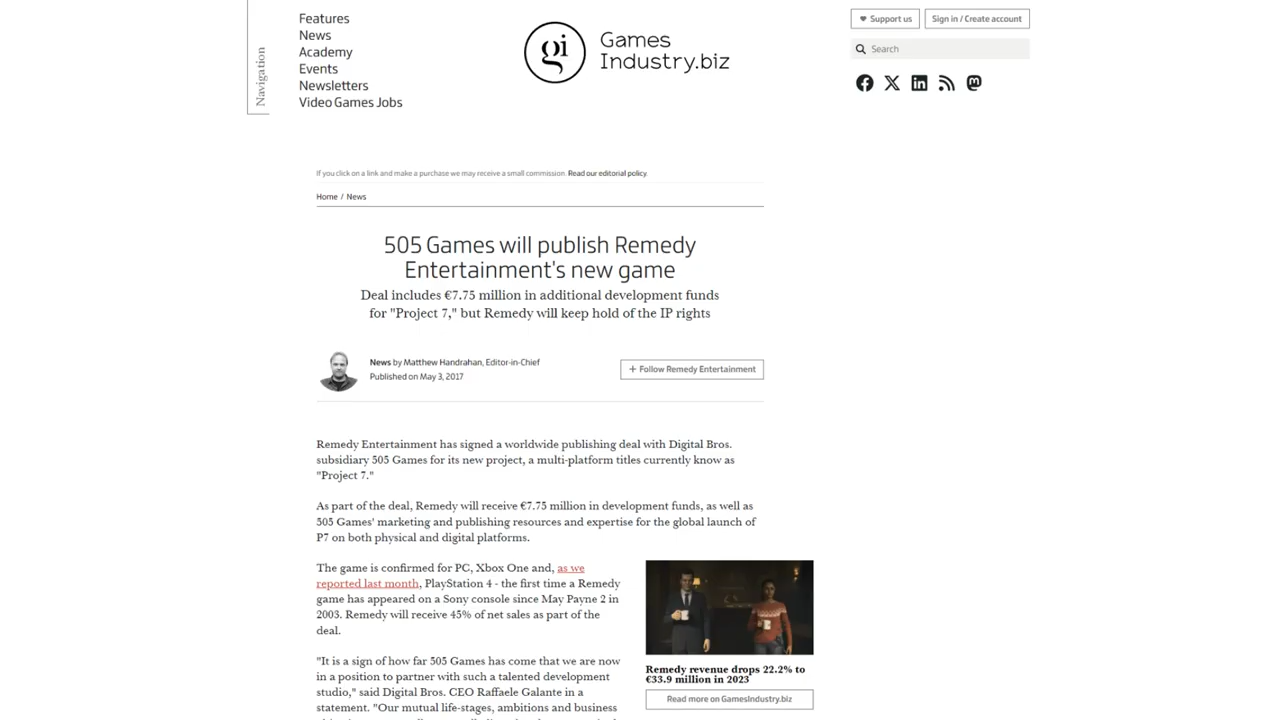 Navigation
Features
News
Academy
Events
Newsletters
Video Games Jobs
gi
Games
Industry.biz
Support us
Sign in / Create account
Search
If you click on a link and make a purchase we may receive a small commission. Read our editorial policy.
Home / News
505 Games will publish Remedy
Entertainment's new game
Deal includes €7.75 million in additional development funds
for "Project 7," but Remedy will keep hold of the IP rights
News by Matthew Handrahan, Editor-in-Chief
Published on May 3, 2017
+ Follow Remedy Entertainment
Remedy Entertainment has signed a worldwide publishing deal with Digital Bros.
subsidiary 505 Games for its new project, a multi-platform titles currently know as
"Project 7."
As part of the deal, Remedy will receive €7.75 million in development funds, as well as
505 Games' marketing and publishing resources and expertise for the global launch of
P7 on both physical and digital platforms.
The game is confirmed for PC, Xbox One and, as we
reported last month, PlayStation 4 - the first time a Remedy
game has appeared on a Sony console since May Payne 2 in
2003. Remedy will receive 45% of net sales as part of the
deal.
"It is a sign of how far 505 Games has come that we are now
in a position to partner with such a talented development
studio," said Digital Bros. CEO Raffaele Galante in a
statement. "Our mutual life-stages, ambitions and business
Remedy revenue drops 22.2% to
€33.9 million in 2023
Read more on GamesIndustry.biz